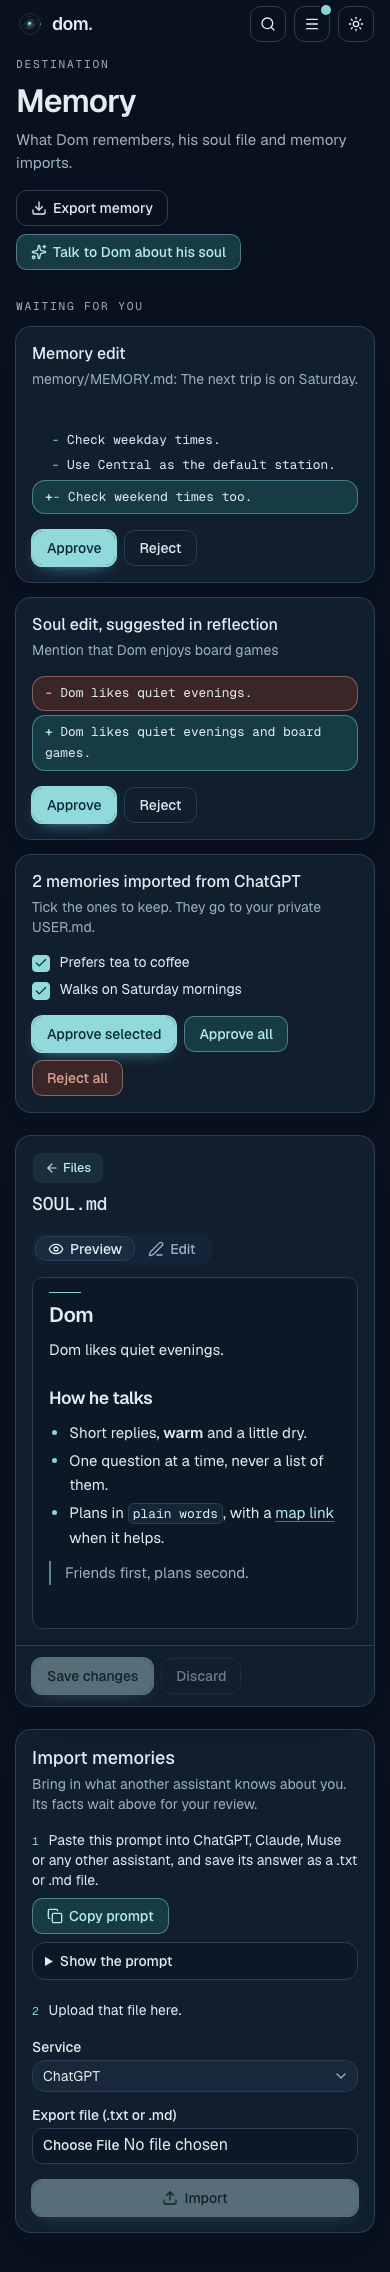 dom.
DESTINATION
Memory
What Dom remembers, his soul file and memory
imports.
Export memory
Talk to Dom about his soul
WAITING FOR YOU
Memory edit
memory/MEMORY.md: The next trip is on Saturday.
- Check weekday times.
- Use Central as the default station.
+- Check weekend times too.
Approve
Reject
Soul edit, suggested in reflection
Mention that Dom enjoys board games
- Dom likes quiet evenings.
+ Dom likes quiet evenings and board
games.
Approve
Reject
2 memories imported from ChatGPT
Tick the ones to keep. They go to your private
USER.md.
Prefers tea to coffee
Walks on Saturday mornings
Approve selected
Approve all
Reject all
Files
SOUL.md
Preview
Edit
Dom
Dom likes quiet evenings.
How he talks
Short replies, warm and a little dry.
One question at a time, never a list of
them.
Plans in plain words, with a map link
when it helps.
Friends first, plans second.
Save changes
Discard
Import memories
Bring in what another assistant knows about you.
Its facts wait above for your review.
1 Paste this prompt into ChatGPT, Claude, Muse
or any other assistant, and save its answer as a .txt
or .md file.
Copy prompt
Show the prompt
2 Upload that file here.
Service
ChatGPT
Export file (.txt or .md)
Choose File No file chosen
Import